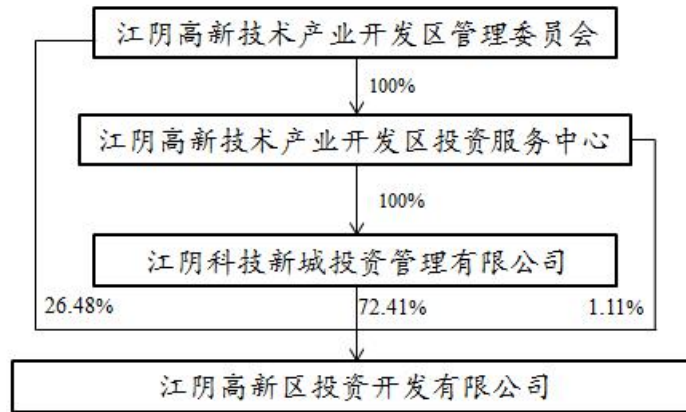 江阴高新技术产业开发区管理委员会
100%
江阴高新技术产业开发区投资服务中心
100%
江阴科技新城投资管理有限公司
26.48% 72.41% 1.11%
江阴高新区投资开发有限公司